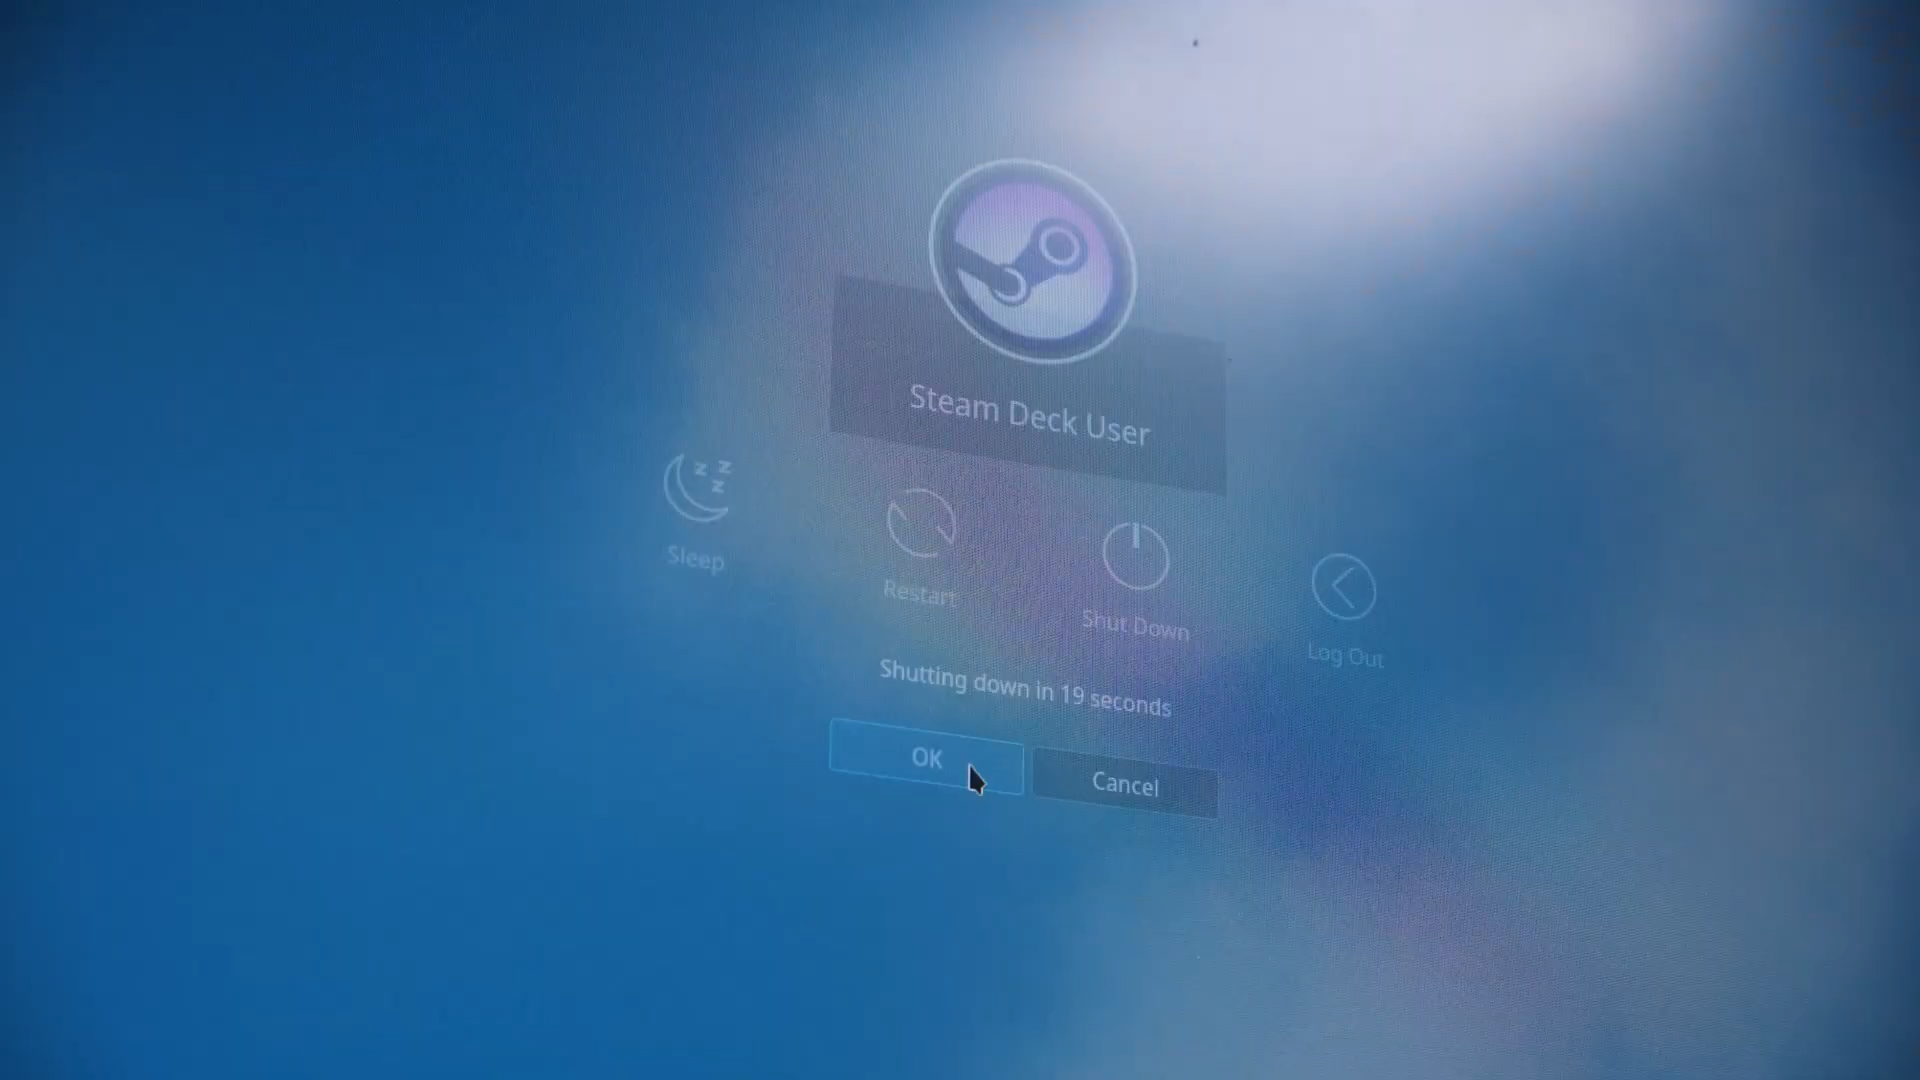 Steam Deck User
Sleep
Restart
Shut Down
Log Out
Shutting down in 19 seconds
OK
Cancel